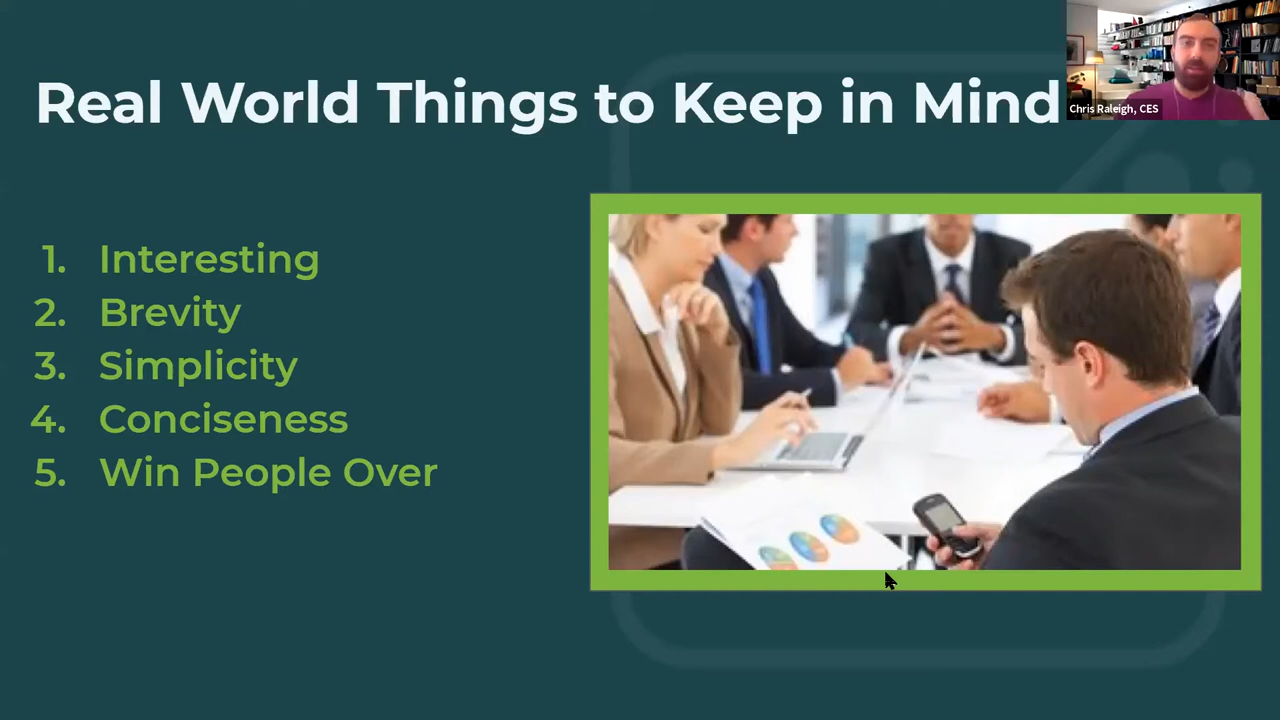 Real World Things to Keep in Mind
Chris Raleigh, CES
1. Interesting
2. Brevity
3. Simplicity
4. Conciseness
5. Win People Over